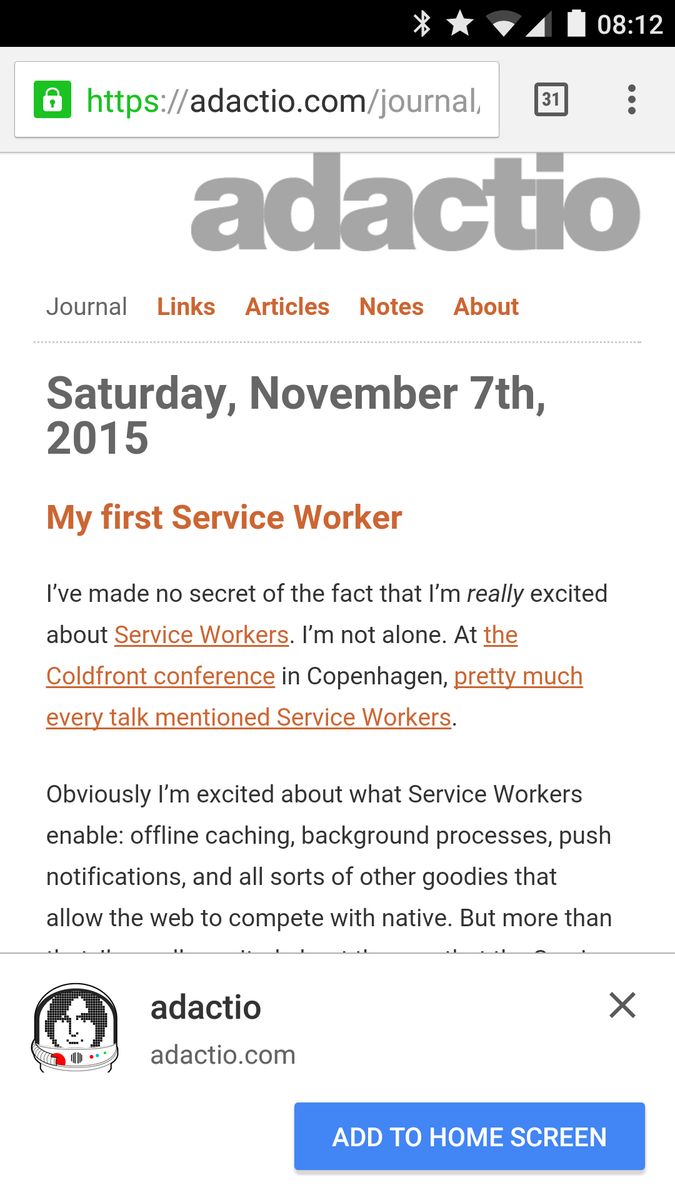 08:12
https://adactio.com/journal/
31
adactio
Journal Links Articles Notes About
Saturday, November 7th,
2015
My first Service Worker
I’ve made no secret of the fact that I’m really excited
about Service Workers. I’m not alone. At the
Coldfront conference in Copenhagen, pretty much
every talk mentioned Service Workers.
Obviously I’m excited about what Service Workers
enable: offline caching, background processes, push
notifications, and all sorts of other goodies that
allow the web to compete with native. But more than
adactio
adactio.com
ADD TO HOME SCREEN